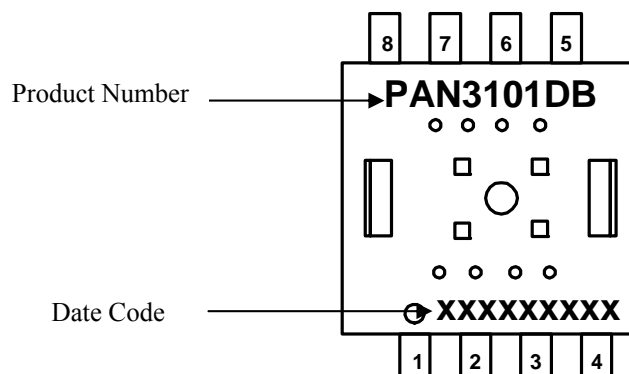 8 7 6 5
Product Number
PAN3101DB
Date Code
XXXXXXXXX
1 2 3 4